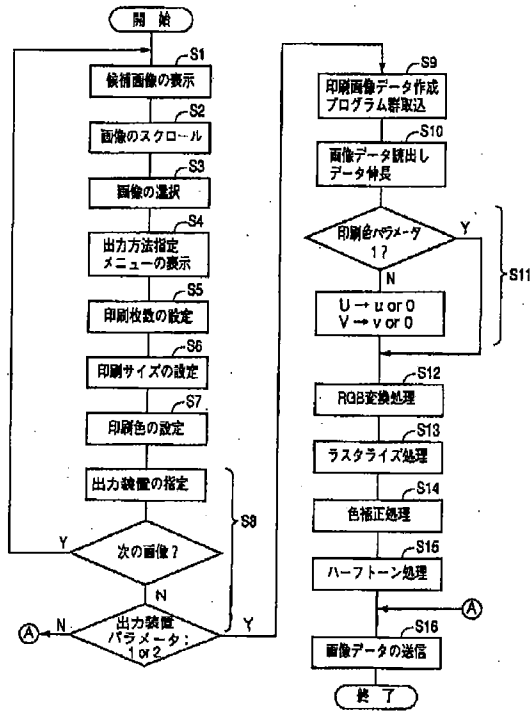 開始
S1
候補画像の表示
S2
画像のスクロール
S3
画像の選択
S4
出力方法指定
メニューの表示
S5
印刷枚数の設定
S6
印刷サイズの設定
S7
印刷色の設定
出力装置の指定
S8
Y
次の画像?
N
N
出力装置
パラメータ:
1or2
Y
A
S9
印刷画像データ作成
プログラム群取込
S10
画像データ読出し
データ伸長
印刷色パラメータ
1?
Y
N
S11
U→u or 0
V→v or 0
S12
RGB変換処理
S13
ラスタライズ処理
S14
色補正処理
S15
ハーフトーン処理
A
S16
画像データの送信
終了